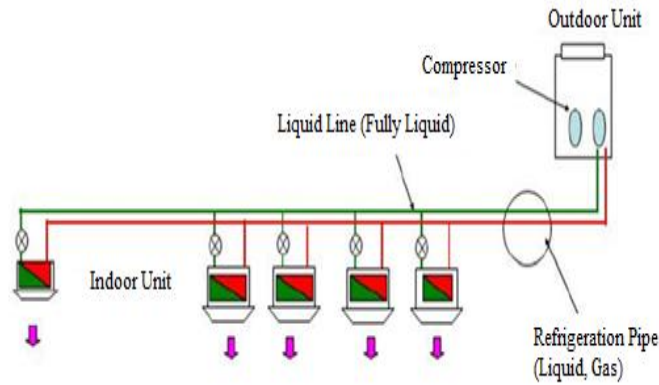 Outdoor Unit
Compressor
Liquid Line (Fully Liquid)
Indoor Unit
Refrigeration Pipe
(Liquid, Gas)